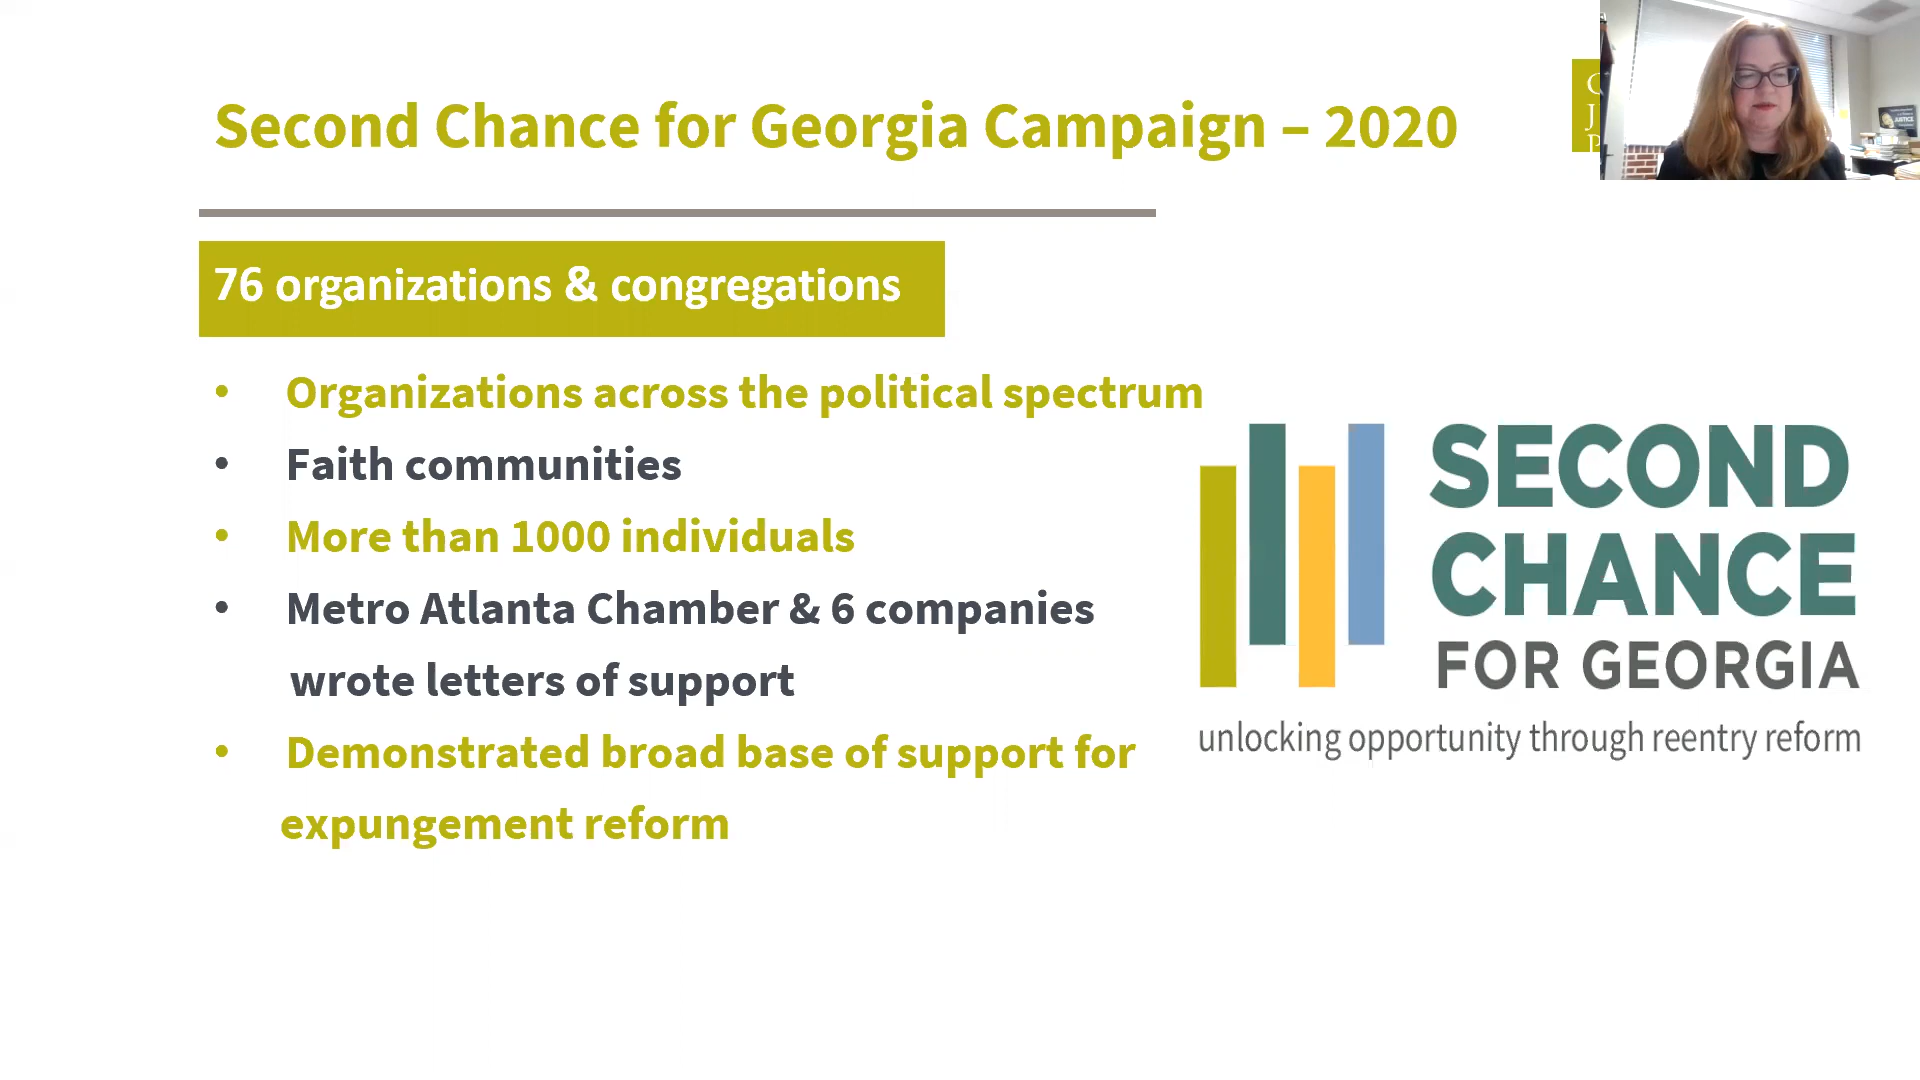 Second Chance for Georgia Campaign – 2020
76 organizations & congregations
• Organizations across the political spectrum
• Faith communities
• More than 1000 individuals
• Metro Atlanta Chamber & 6 companies
wrote letters of support
• Demonstrated broad base of support for
expungement reform
SECOND
CHANCE
FOR GEORGIA
unlocking opportunity through reentry reform
JUSTICE